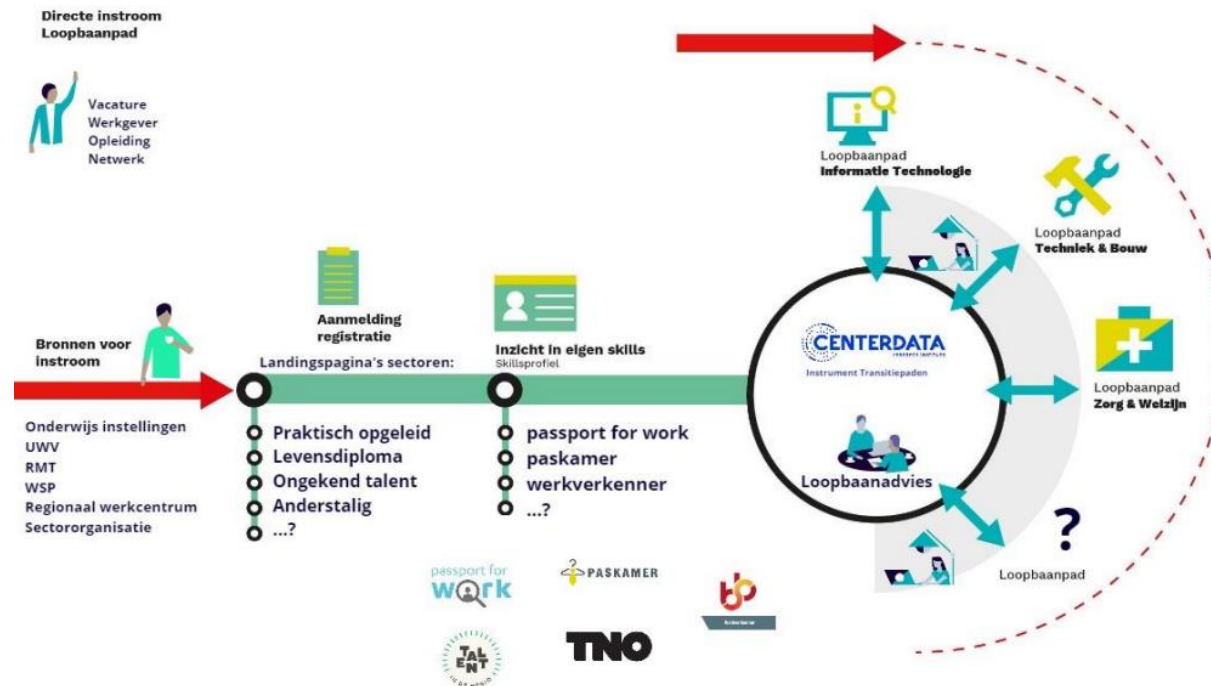 Directe instroom
Loopbaanpad
Vacature
Werkgever
Opleiding
Netwerk
Loopbaanpad
Informatie Technologie
Loopbaanpad
Techniek & Bouw
Aanmelding
registratie
Inzicht in eigen skills
Skillsprofiel
Bronnen voor
instroom
Landingspagina's sectoren:
CENTERDATA
Instrument Transitiepaden
Loopbaanpad
Zorg & Welzijn
Onderwijs instellingen
UWV
RMT
WSP
Regionaal werkcentrum
Sectororganisatie
Praktisch opgeleid
Levensdiploma
Ongekend talent
Anderstalig
...?
passport for work
paskamer
werkverkenner
...?
Loopbaanadvies
?
Loopbaanpad
passport for
work
PASKAMER
TNO
TALENT